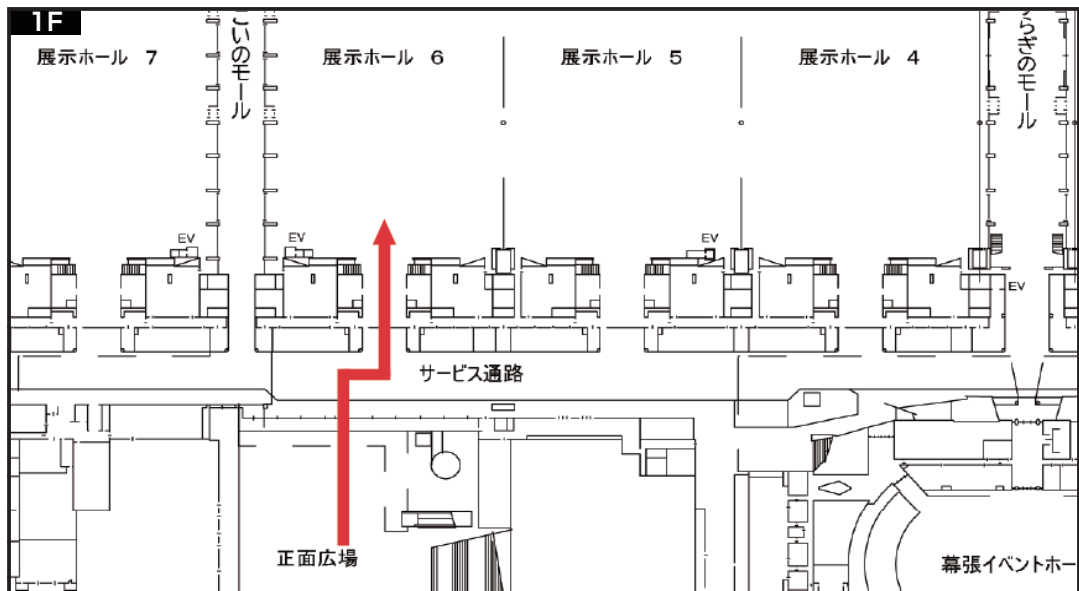 1F
展示ホール 7
こいのモール
展示ホール 6
展示ホール 5
展示ホール 4
らぎのモール
EV
EV
EV
EV
サービス通路
正面広場
幕張イベントホー